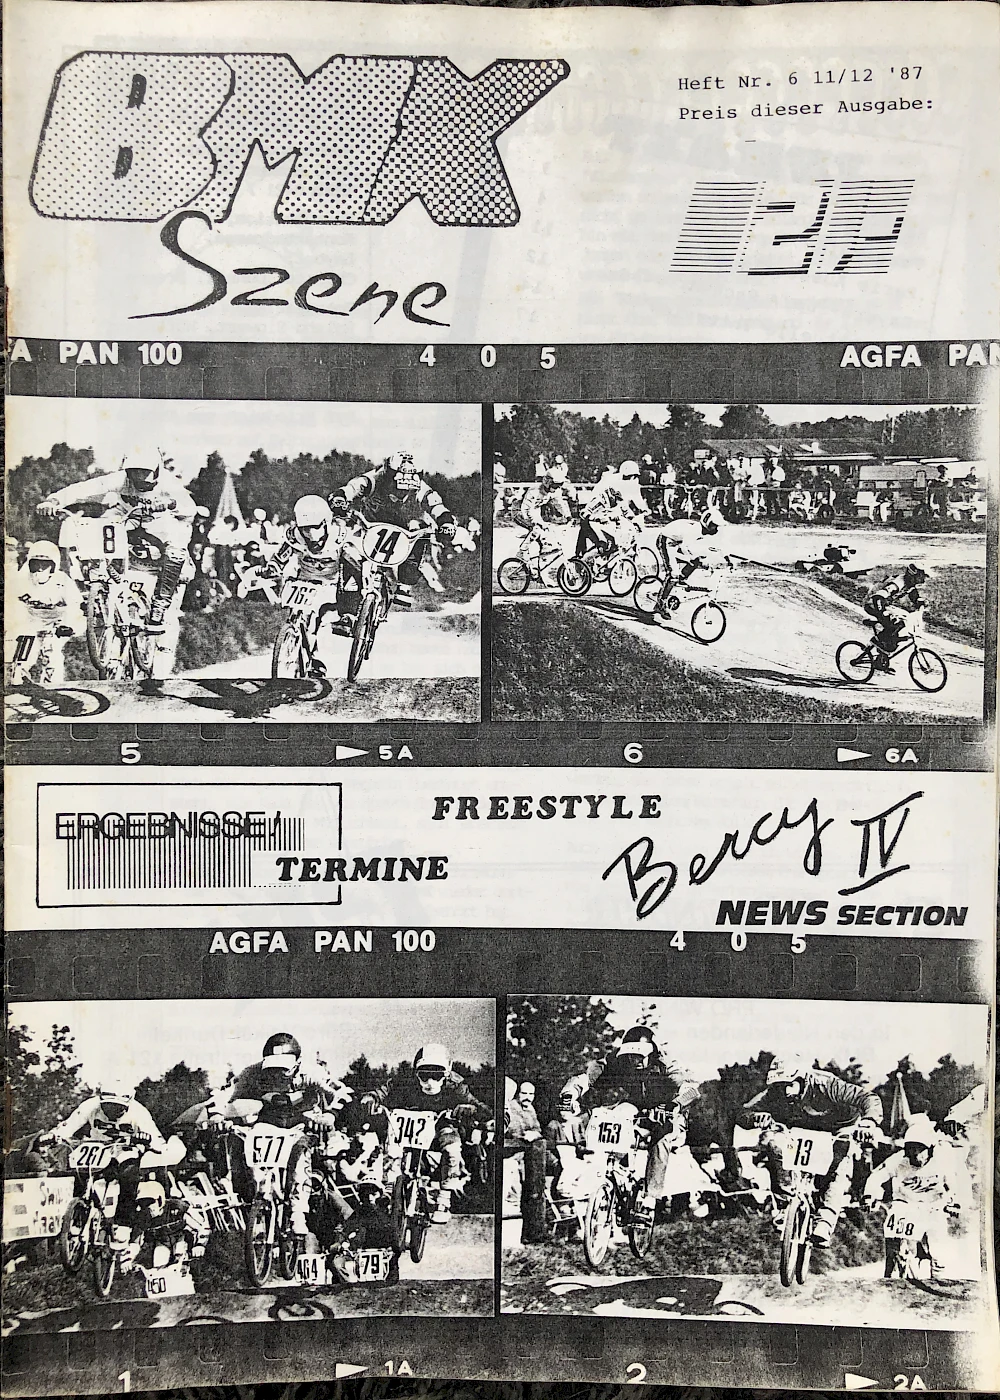 BMX
Szene
Heft Nr. 6 11/12 '87
Preis dieser Ausgabe:
A PAN 100 4 0 5 AGFA PAN
8 14
5 5A 6 6A
ERGEBNISSE/
TERMINE
FREESTYLE
Bercy IV
NEWS SECTION
AGFA PAN 100 4 0 5
261 577 342
153 13
450 464 79
1 1A 2 2A